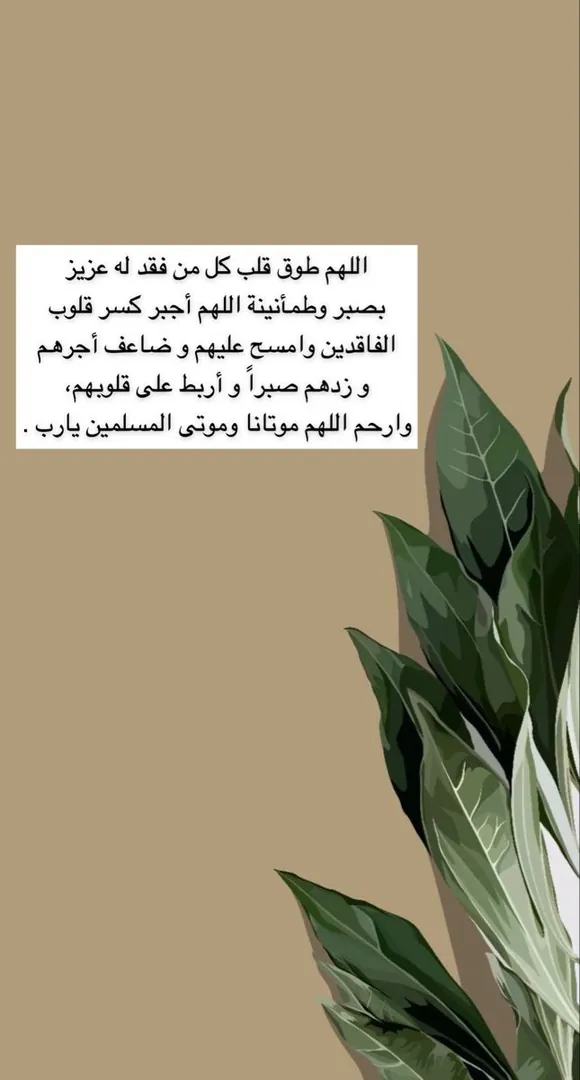 اللهم طوق قلب كل من فقد له عزيز
بصبر وطمأنينة اللهم أجبر كسر قلوب
الفاقدين وامسح عليهم و ضاعف أجرهم
و زدهم صبراً و أربط على قلوبهم،
وارحم اللهم موتانا وموتى المسلمين يارب .